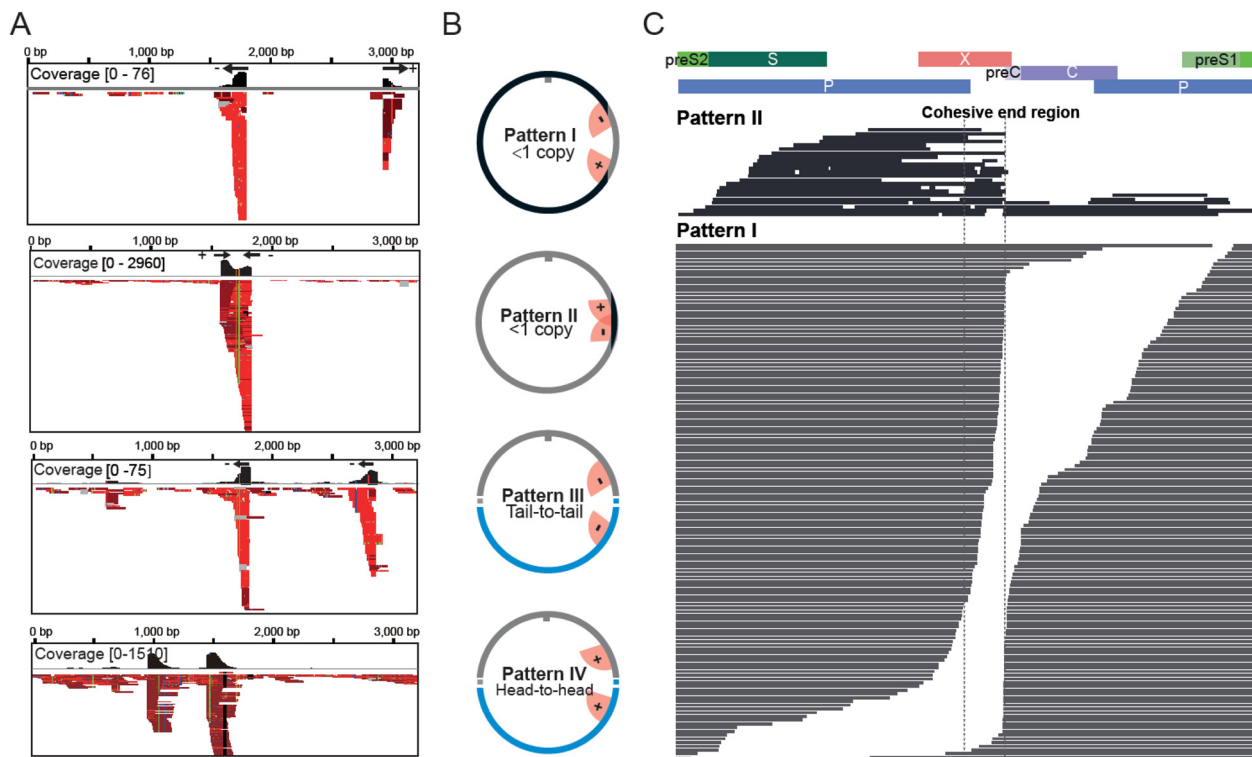 A
0 bp 1,000 bp 2,000 bp 3,000 bp
Coverage [0 - 76]
- +
0 bp 1,000 bp 2,000 bp 3,000 bp
+ -
Coverage [0 - 2960]
0 bp 1,000 bp 2,000 bp 3,000 bp
Coverage [0 -75]
- -
0 bp 1,000 bp 2,000 bp 3,000 bp
Coverage [0-1510]
B
-
Pattern I
<1 copy
+
+
Pattern II
<1 copy
-
-
Pattern III
Tail-to-tail
-
+
Pattern IV
Head-to-head
+
C
preS2 S X preS1
preC C
P P
Cohesive end region
Pattern II
Pattern I